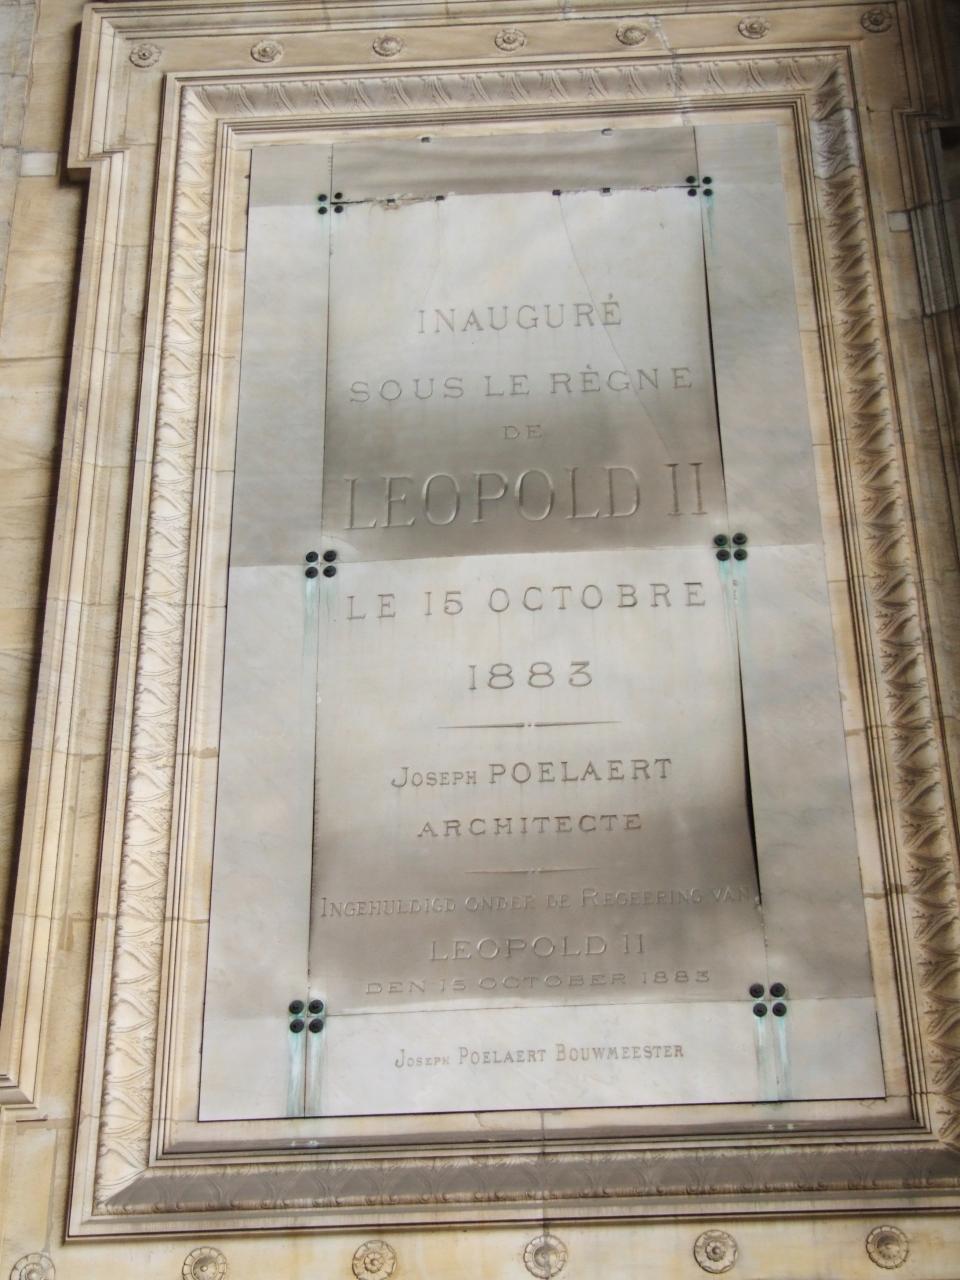 INAUGURÉ
SOUS LE RÈGNE
DE
LEOPOLD II
LE 15 OCTOBRE
1883
JOSEPH POELAERT
ARCHITECTE
INGEHULDIGD ONDER DE REGEERING VAN
LEOPOLD II
DEN 15 OCTOBER 1883
JOSEPH POELAERT BOUWMEESTER